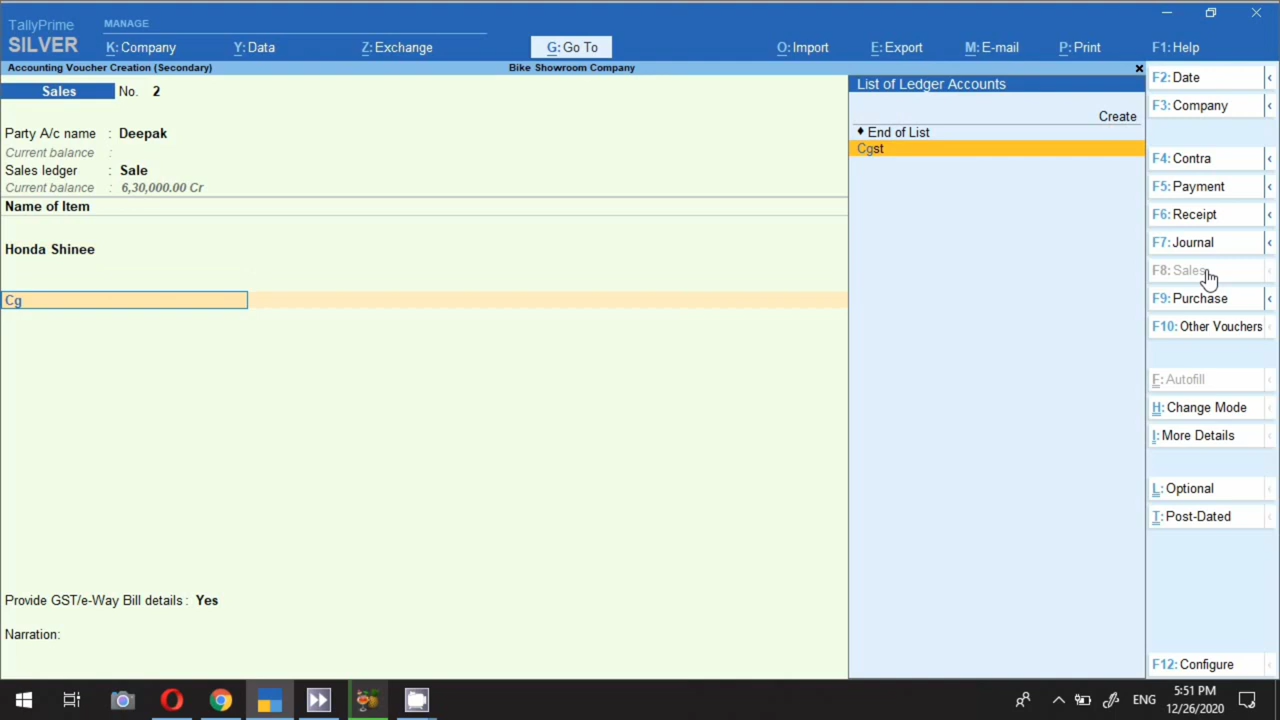 TallyPrime
SILVER
MANAGE
K: Company
Y: Data
Z: Exchange
G: Go To
O: Import
E: Export
M: E-mail
P: Print
F1: Help
Accounting Voucher Creation (Secondary)
Bike Showroom Company
Sales No. 2
Party A/c name : Deepak
Current balance :
Sales ledger : Sale
Current balance : 6,30,000.00 Cr
Name of Item
Honda Shinee
Cg
Provide GST/e-Way Bill details : Yes
Narration:
List of Ledger Accounts
Create
♦ End of List
Cgst
F2: Date
F3: Company
F4: Contra
F5: Payment
F6: Receipt
F7: Journal
F8: Sales
F9: Purchase
F10: Other Vouchers
F: Autofill
H: Change Mode
I: More Details
L: Optional
T: Post-Dated
F12: Configure
ENG
5:51 PM
12/26/2020